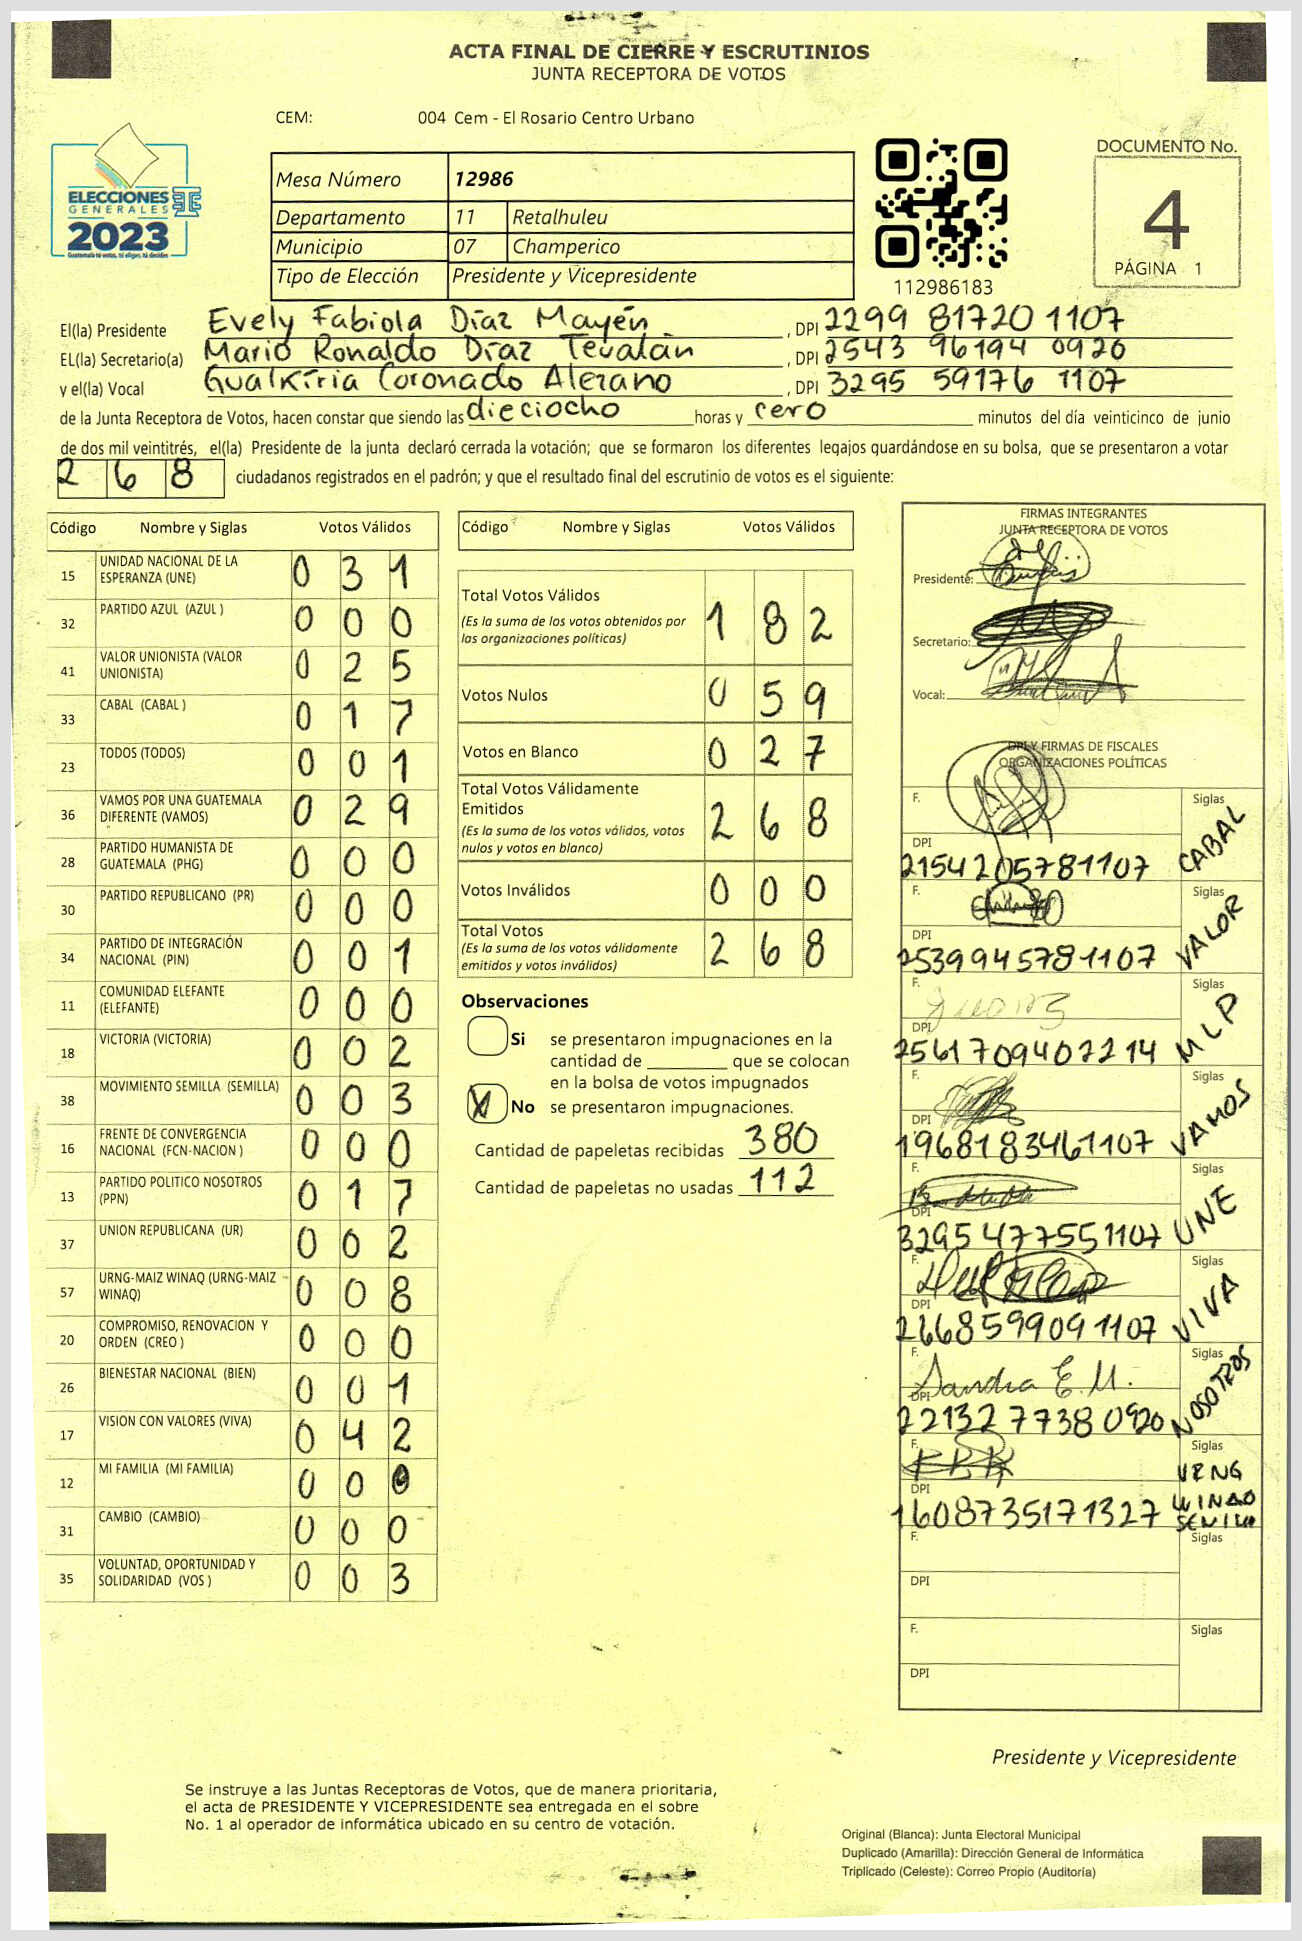 ACTA FINAL DE CIERRE Y ESCRUTINIOS
JUNTA RECEPTORA DE VOTOS
CEM: 004 Cem - El Rosario Centro Urbano
ELECCIONES
GENERALES
2023
Guatemala tú votas, tú eliges, tú decides
Mesa Número 12986
Departamento 11 Retalhuleu
Municipio 07 Champerico
Tipo de Elección Presidente y Vicepresidente
112986183
DOCUMENTO No.
4
PÁGINA 1
El(la) Presidente Evely Fabiola Díaz Mayén , DPI 2299 81720 1107
EL(la) Secretario(a) Mario Ronaldo Díaz Tevalán , DPI 2543 96194 0920
y el(la) Vocal Gualkiria Coronado Alezano , DPI 3295 59176 1107
de la Junta Receptora de Votos, hacen constar que siendo las dieciocho horas y cero minutos del día veinticinco de junio
de dos mil veintitrés, el(la) Presidente de la junta declaró cerrada la votación; que se formaron los diferentes legajos guardándose en su bolsa, que se presentaron a votar
2 6 8 ciudadanos registrados en el padrón; y que el resultado final del escrutinio de votos es el siguiente:
Código Nombre y Siglas Votos Válidos
15 UNIDAD NACIONAL DE LA ESPERANZA (UNE) 0 3 1
32 PARTIDO AZUL (AZUL ) 0 0 0
41 VALOR UNIONISTA (VALOR UNIONISTA) 0 2 5
33 CABAL (CABAL ) 0 1 7
23 TODOS (TODOS) 0 0 1
36 VAMOS POR UNA GUATEMALA DIFERENTE (VAMOS) 0 2 9
28 PARTIDO HUMANISTA DE GUATEMALA (PHG) 0 0 0
30 PARTIDO REPUBLICANO (PR) 0 0 0
34 PARTIDO DE INTEGRACIÓN NACIONAL (PIN) 0 0 1
11 COMUNIDAD ELEFANTE (ELEFANTE) 0 0 0
18 VICTORIA (VICTORIA) 0 0 2
38 MOVIMIENTO SEMILLA (SEMILLA) 0 0 3
16 FRENTE DE CONVERGENCIA NACIONAL (FCN-NACION ) 0 0 0
13 PARTIDO POLITICO NOSOTROS (PPN) 0 1 7
37 UNION REPUBLICANA (UR) 0 0 2
57 URNG-MAIZ WINAQ (URNG-MAIZ WINAQ) 0 0 8
20 COMPROMISO, RENOVACION Y ORDEN (CREO ) 0 0 0
26 BIENESTAR NACIONAL (BIEN) 0 0 1
17 VISION CON VALORES (VIVA) 0 4 2
12 MI FAMILIA (MI FAMILIA) 0 0 0
31 CAMBIO (CAMBIO) 0 0 0
35 VOLUNTAD, OPORTUNIDAD Y SOLIDARIDAD (VOS ) 0 0 3
Código Nombre y Siglas Votos Válidos
Total Votos Válidos 1 8 2
(Es la suma de los votos obtenidos por
las organizaciones políticas)
Votos Nulos 0 5 9
Votos en Blanco 0 2 7
Total Votos Válidamente
Emitidos 2 6 8
(Es la suma de los votos válidos, votos
nulos y votos en blanco)
Votos Inválidos 0 0 0
Total Votos 2 6 8
(Es la suma de los votos válidamente
emitidos y votos inválidos)
Observaciones
Si se presentaron impugnaciones en la
cantidad de ________ que se colocan
en la bolsa de votos impugnados
X No se presentaron impugnaciones.
Cantidad de papeletas recibidas 380
Cantidad de papeletas no usadas 112
FIRMAS INTEGRANTES
JUNTA RECEPTORA DE VOTOS
Presidente:
Secretario:
Vocal:
DPI Y FIRMAS DE FISCALES
ORGANIZACIONES POLÍTICAS
F. Siglas
DPI
2154205781107 CABAL
F. Siglas
DPI
2539945781107 VALOR
F. Siglas
DPI
2561709402214 MLP
F. Siglas
DPI
1968183461107 VAMOS
F. Siglas
DPI
3295477551107 UNE
F. Siglas
DPI
2668599091107 VIVA
F. Sandra E. M. Siglas
DPI
2213277380920 NOSOTROS
F. Siglas
DPI URNG
1608735171327 WINAQ
SEMILLA
F. Siglas
DPI
F. Siglas
DPI
Presidente y Vicepresidente
Se instruye a las Juntas Receptoras de Votos, que de manera prioritaria,
el acta de PRESIDENTE Y VICEPRESIDENTE sea entregada en el sobre
No. 1 al operador de informática ubicado en su centro de votación.
Original (Blanca): Junta Electoral Municipal
Duplicado (Amarilla): Dirección General de Informática
Triplicado (Celeste): Correo Propio (Auditoría)